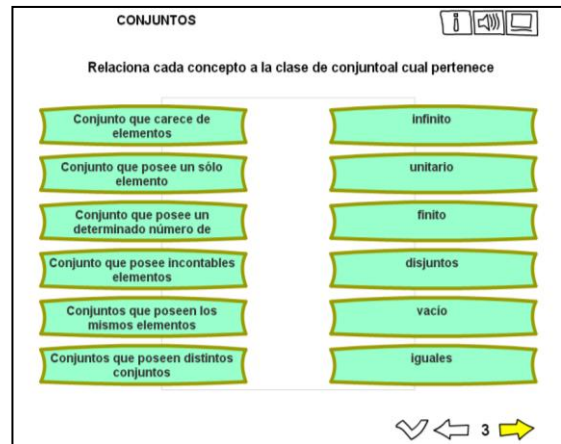 CONJUNTOS
i
Relaciona cada concepto a la clase de conjuntoal cual pertenece
Conjunto que carece de
elementos
infinito
Conjunto que posee un sólo
elemento
unitario
Conjunto que posee un
determinado número de
finito
Conjunto que posee incontables
elementos
disjuntos
Conjuntos que poseen los
mismos elementos
vacío
Conjuntos que poseen distintos
conjuntos
iguales
3